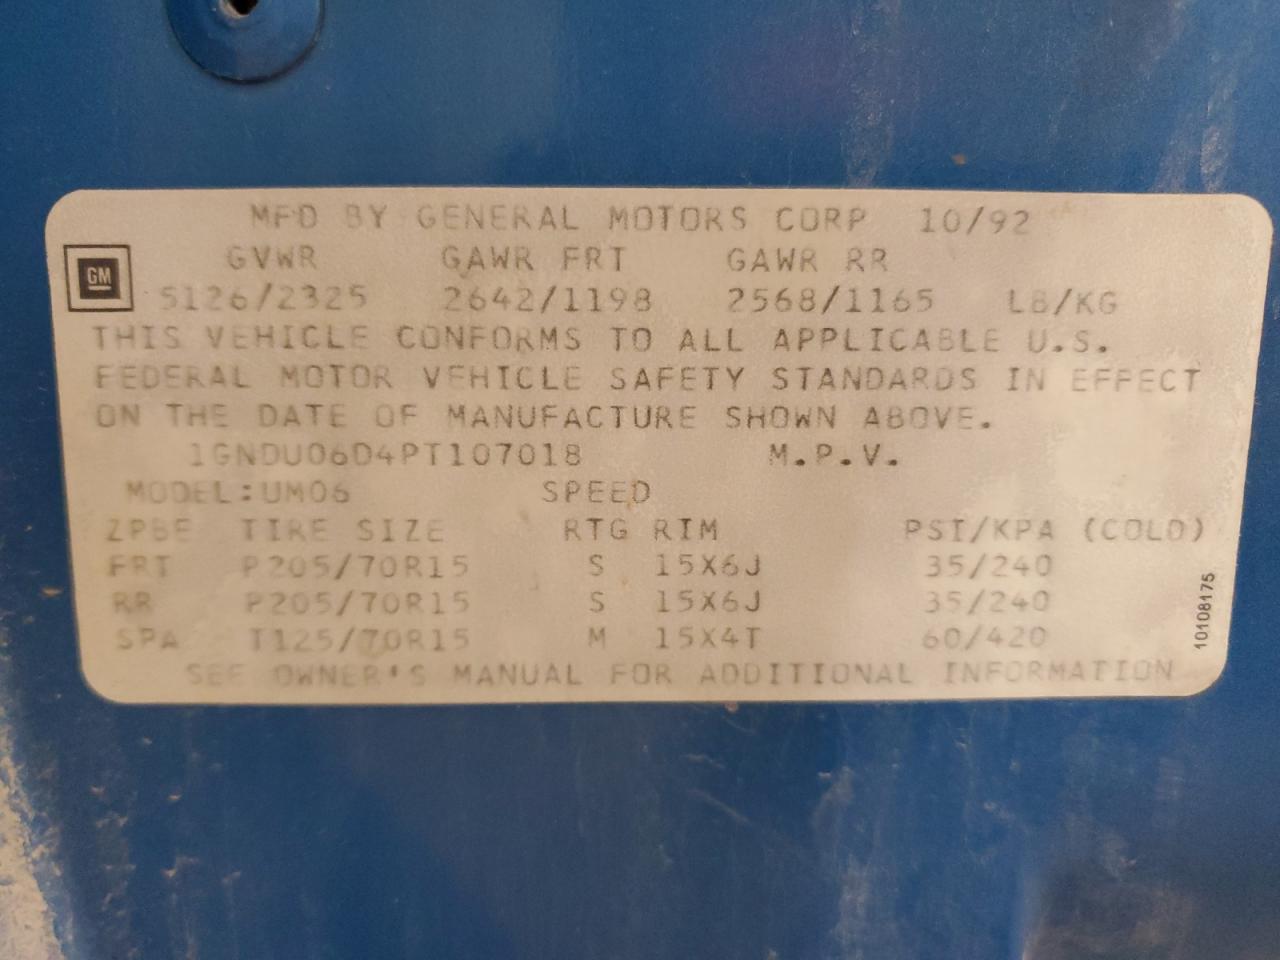 MFD BY GENERAL MOTORS CORP 10/92
GVWR GAWR FRT GAWR RR
GM
5126/2325 2642/1198 2568/1165 LB/KG
THIS VEHICLE CONFORMS TO ALL APPLICABLE U.S.
FEDERAL MOTOR VEHICLE SAFETY STANDARDS IN EFFECT
ON THE DATE OF MANUFACTURE SHOWN ABOVE.
1GNDU06D4PT107018 M.P.V.
MODEL:UM06 SPEED
ZPBE TIRE SIZE RTG RIM PSI/KPA (COLD)
FRT P205/70R15 S 15X6J 35/240
RR P205/70R15 S 15X6J 35/240
SPA T125/70R15 M 15X4T 60/420
SEE OWNER'S MANUAL FOR ADDITIONAL INFORMATION
10108175